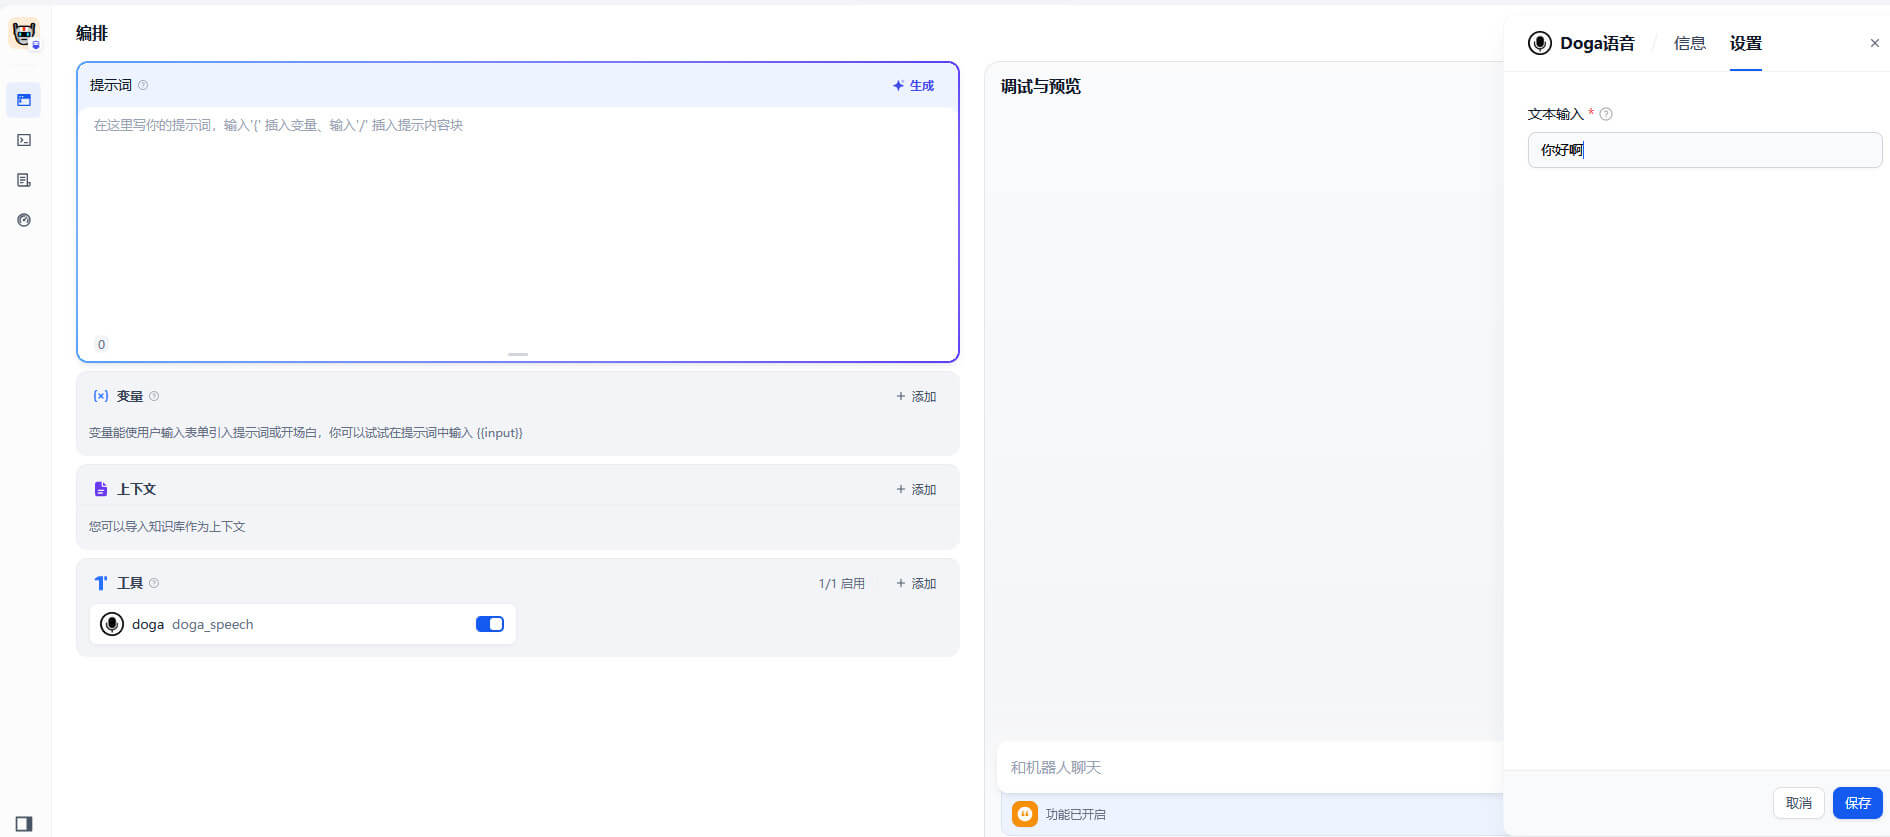 编排
提示词
生成
在这里写你的提示词，输入'{' 插入变量、输入'/' 插入提示内容块
0
变量
+ 添加
变量能使用户输入表单引入提示词或开场白，你可以试试在提示词中输入 {{input}}
上下文
+ 添加
您可以导入知识库作为上下文
工具
1/1 启用
+ 添加
doga doga_speech
调试与预览
和机器人聊天
功能已开启
Doga语音 / 信息 设置
文本输入 *
你好啊
取消
保存